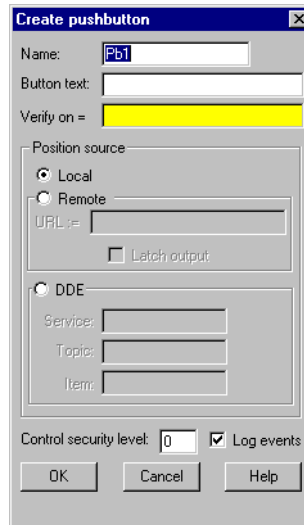 Create pushbutton
Name: Pb1
Button text:
Verify on =
Position source
Local
Remote
URL :=
Latch output
DDE
Service:
Topic:
Item:
Control security level: 0 Log events
OK Cancel Help